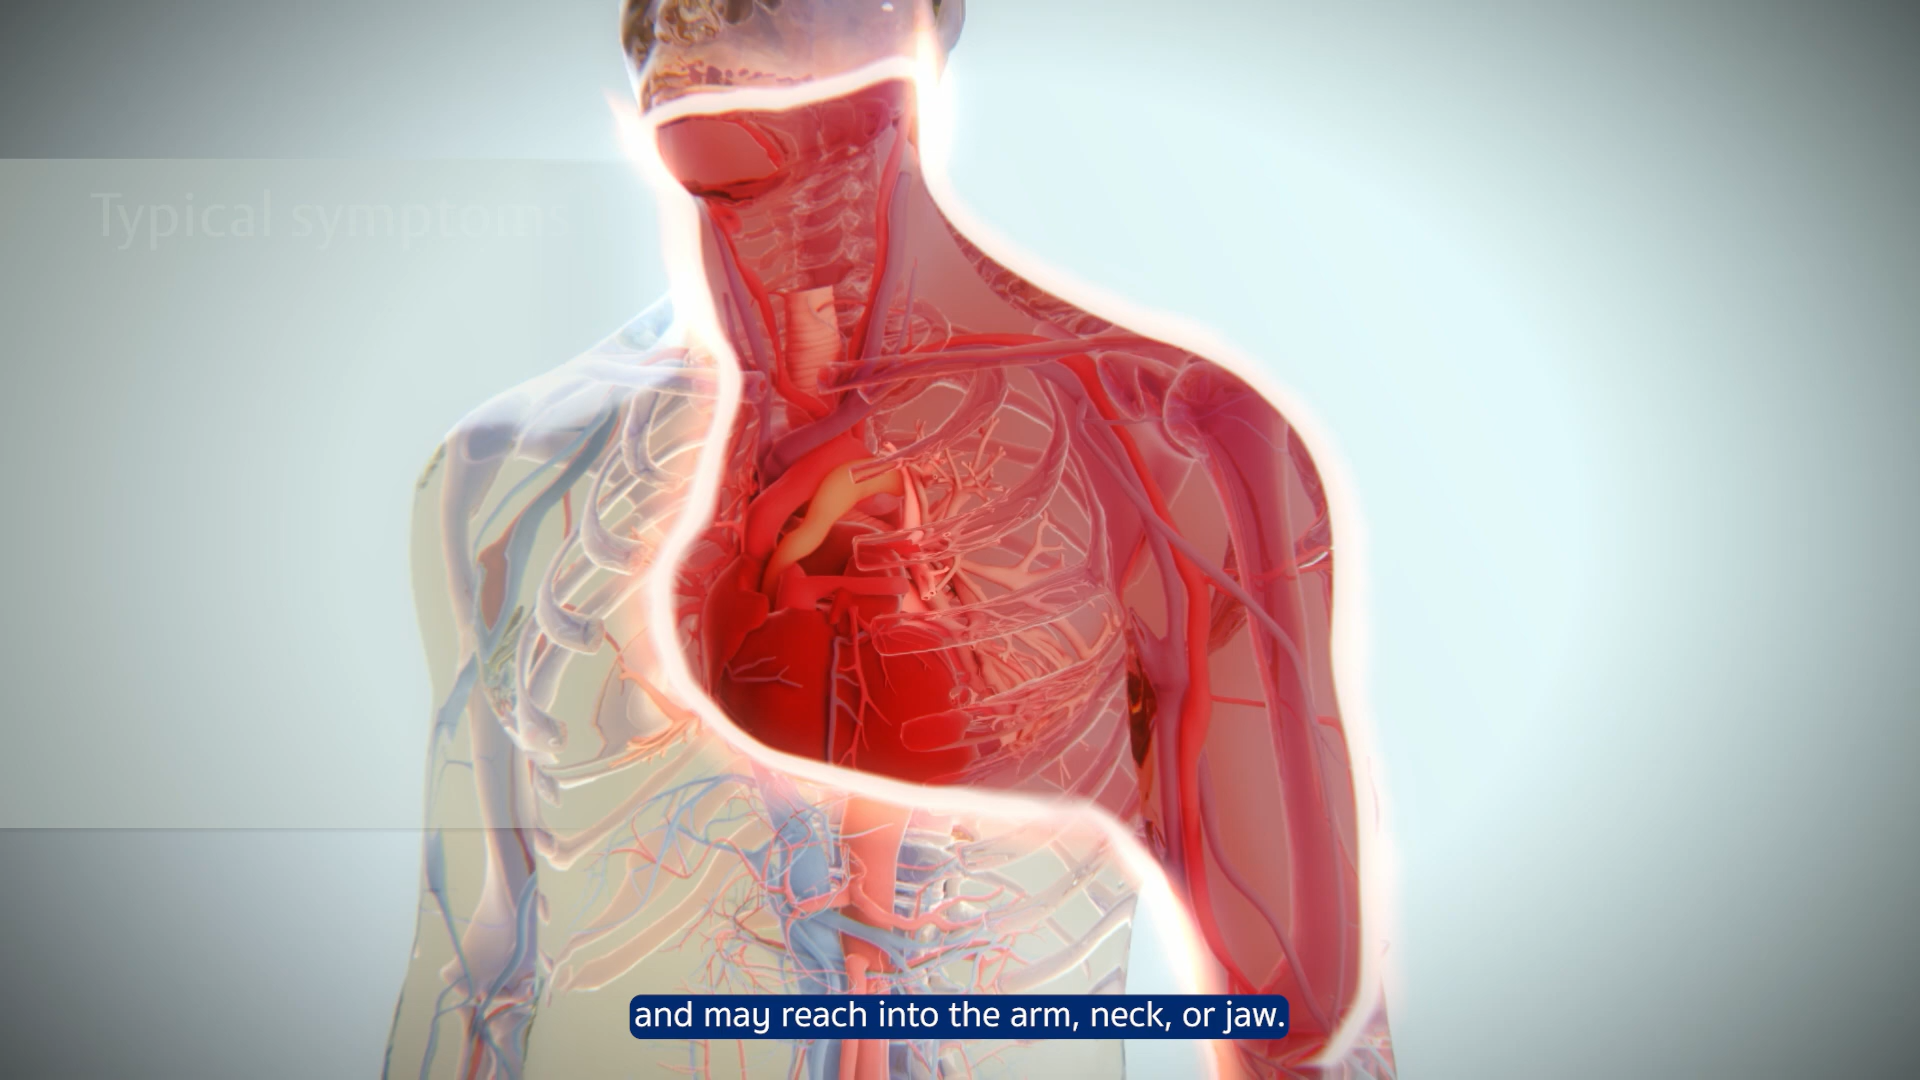 Typical symptoms
and may reach into the arm, neck, or jaw.